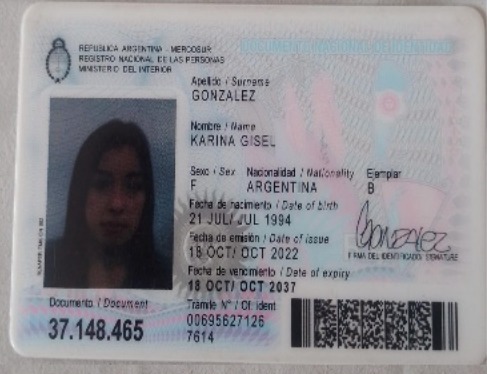 REPUBLICA ARGENTINA - MERCOSUR
REGISTRO NACIONAL DE LAS PERSONAS
MINISTERIO DEL INTERIOR
DOCUMENTO NACIONAL DE IDENTIDAD
Apellido / Surname
GONZALEZ
Nombre / Name
KARINA GISEL
Sexo / Sex Nacionalidad / Nationality Ejemplar
F ARGENTINA B
Fecha de nacimiento / Date of birth
21 JUL/ JUL 1994
Fecha de emisión / Date of issue
18 OCT/ OCT 2022
Gonzalez
FIRMA DEL IDENTIFICADO/
Fecha de vencimiento / Date of expiry
18 OCT/ OCT 2037
Documento / Document
37.148.465
Trámite N° / Of. ident
00695627126
7614